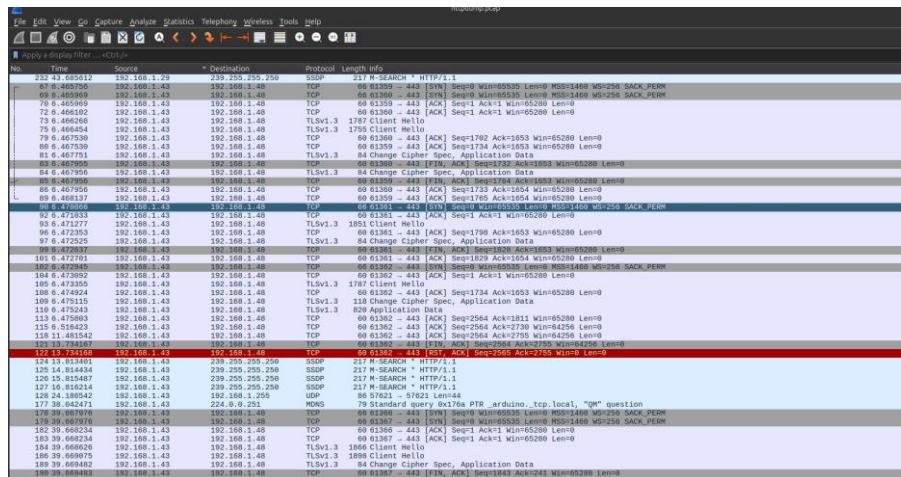 httpdump.pcap
File Edit View Go Capture Analyze Statistics Telephony Wireless Tools Help
Apply a display filter ... <Ctrl-/>
No. Time Source Destination Protocol Length Info
232 43.685612 192.168.1.29 239.255.255.250 SSDP 217 M-SEARCH * HTTP/1.1
67 6.465756 192.168.1.43 192.168.1.48 TCP 66 61359 → 443 [SYN] Seq=0 Win=65535 Len=0 MSS=1460 WS=256 SACK_PERM
69 6.465969 192.168.1.43 192.168.1.48 TCP 66 61360 → 443 [SYN] Seq=0 Win=65535 Len=0 MSS=1460 WS=256 SACK_PERM
70 6.465969 192.168.1.43 192.168.1.48 TCP 60 61359 → 443 [ACK] Seq=1 Ack=1 Win=65280 Len=0
72 6.466102 192.168.1.43 192.168.1.48 TCP 60 61360 → 443 [ACK] Seq=1 Ack=1 Win=65280 Len=0
73 6.466268 192.168.1.43 192.168.1.48 TLSv1.3 1787 Client Hello
75 6.466454 192.168.1.43 192.168.1.48 TLSv1.3 1755 Client Hello
79 6.467530 192.168.1.43 192.168.1.48 TCP 60 61360 → 443 [ACK] Seq=1702 Ack=1653 Win=65280 Len=0
80 6.467530 192.168.1.43 192.168.1.48 TCP 60 61359 → 443 [ACK] Seq=1734 Ack=1653 Win=65280 Len=0
81 6.467751 192.168.1.43 192.168.1.48 TLSv1.3 84 Change Cipher Spec, Application Data
83 6.467955 192.168.1.43 192.168.1.48 TCP 60 61360 → 443 [FIN, ACK] Seq=1732 Ack=1653 Win=65280 Len=0
84 6.467956 192.168.1.43 192.168.1.48 TLSv1.3 84 Change Cipher Spec, Application Data
85 6.467956 192.168.1.43 192.168.1.48 TCP 60 61359 → 443 [FIN, ACK] Seq=1764 Ack=1653 Win=65280 Len=0
86 6.467956 192.168.1.43 192.168.1.48 TCP 60 61360 → 443 [ACK] Seq=1733 Ack=1654 Win=65280 Len=0
89 6.468137 192.168.1.43 192.168.1.48 TCP 60 61359 → 443 [ACK] Seq=1765 Ack=1654 Win=65280 Len=0
90 6.470866 192.168.1.43 192.168.1.48 TCP 66 61361 → 443 [SYN] Seq=0 Win=65535 Len=0 MSS=1460 WS=256 SACK_PERM
92 6.471033 192.168.1.43 192.168.1.48 TCP 60 61361 → 443 [ACK] Seq=1 Ack=1 Win=65280 Len=0
93 6.471277 192.168.1.43 192.168.1.48 TLSv1.3 1851 Client Hello
96 6.472353 192.168.1.43 192.168.1.48 TCP 60 61361 → 443 [ACK] Seq=1798 Ack=1653 Win=65280 Len=0
97 6.472525 192.168.1.43 192.168.1.48 TLSv1.3 84 Change Cipher Spec, Application Data
99 6.472637 192.168.1.43 192.168.1.48 TCP 60 61361 → 443 [FIN, ACK] Seq=1828 Ack=1653 Win=65280 Len=0
101 6.472701 192.168.1.43 192.168.1.48 TCP 60 61361 → 443 [ACK] Seq=1829 Ack=1654 Win=65280 Len=0
102 6.472945 192.168.1.43 192.168.1.48 TCP 66 61362 → 443 [SYN] Seq=0 Win=65535 Len=0 MSS=1460 WS=256 SACK_PERM
104 6.473092 192.168.1.43 192.168.1.48 TCP 60 61362 → 443 [ACK] Seq=1 Ack=1 Win=65280 Len=0
105 6.473355 192.168.1.43 192.168.1.48 TLSv1.3 1787 Client Hello
108 6.474924 192.168.1.43 192.168.1.48 TCP 60 61362 → 443 [ACK] Seq=1734 Ack=1653 Win=65280 Len=0
109 6.475115 192.168.1.43 192.168.1.48 TLSv1.3 118 Change Cipher Spec, Application Data
110 6.475243 192.168.1.43 192.168.1.48 TLSv1.3 820 Application Data
113 6.475803 192.168.1.43 192.168.1.48 TCP 60 61362 → 443 [ACK] Seq=2564 Ack=1811 Win=65280 Len=0
115 6.516423 192.168.1.43 192.168.1.48 TCP 60 61362 → 443 [ACK] Seq=2564 Ack=2730 Win=64256 Len=0
118 11.481542 192.168.1.43 192.168.1.48 TCP 60 61362 → 443 [ACK] Seq=2564 Ack=2755 Win=64256 Len=0
121 13.734167 192.168.1.43 192.168.1.48 TCP 60 61362 → 443 [FIN, ACK] Seq=2564 Ack=2755 Win=64256 Len=0
122 13.734168 192.168.1.43 192.168.1.48 TCP 60 61362 → 443 [RST, ACK] Seq=2565 Ack=2755 Win=0 Len=0
124 13.813401 192.168.1.43 239.255.255.250 SSDP 217 M-SEARCH * HTTP/1.1
125 14.814434 192.168.1.43 239.255.255.250 SSDP 217 M-SEARCH * HTTP/1.1
126 15.815487 192.168.1.43 239.255.255.250 SSDP 217 M-SEARCH * HTTP/1.1
127 16.816214 192.168.1.43 239.255.255.250 SSDP 217 M-SEARCH * HTTP/1.1
128 24.186542 192.168.1.43 192.168.1.255 UDP 86 57621 → 57621 Len=44
177 38.042471 192.168.1.43 224.0.0.251 MDNS 79 Standard query 0x176a PTR _arduino._tcp.local, "QM" question
178 39.667976 192.168.1.43 192.168.1.48 TCP 66 61366 → 443 [SYN] Seq=0 Win=65535 Len=0 MSS=1460 WS=256 SACK_PERM
179 39.667976 192.168.1.43 192.168.1.48 TCP 66 61367 → 443 [SYN] Seq=0 Win=65535 Len=0 MSS=1460 WS=256 SACK_PERM
182 39.668234 192.168.1.43 192.168.1.48 TCP 60 61366 → 443 [ACK] Seq=1 Ack=1 Win=65280 Len=0
183 39.668234 192.168.1.43 192.168.1.48 TCP 60 61367 → 443 [ACK] Seq=1 Ack=1 Win=65280 Len=0
184 39.668626 192.168.1.43 192.168.1.48 TLSv1.3 1866 Client Hello
186 39.669075 192.168.1.43 192.168.1.48 TLSv1.3 1898 Client Hello
189 39.669482 192.168.1.43 192.168.1.48 TLSv1.3 84 Change Cipher Spec, Application Data
190 39.669483 192.168.1.43 192.168.1.48 TCP 60 61367 → 443 [FIN, ACK] Seq=1843 Ack=241 Win=65280 Len=0